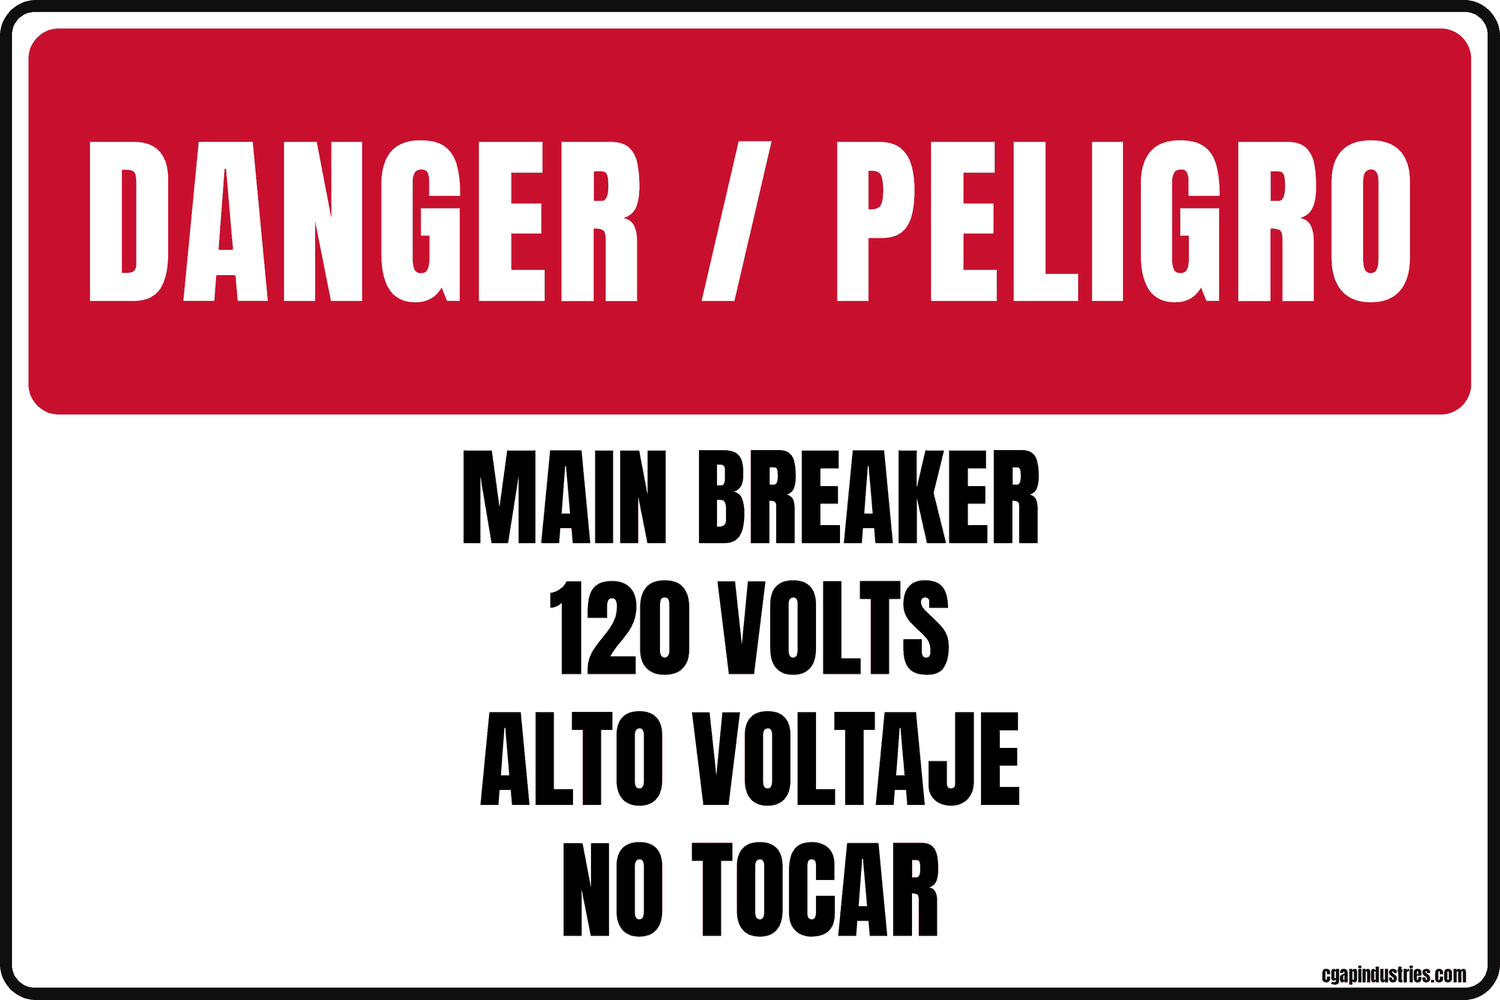 DANGER / PELIGRO
MAIN BREAKER
120 VOLTS
ALTO VOLTAJE
NO TOCAR
cgapindustries.com